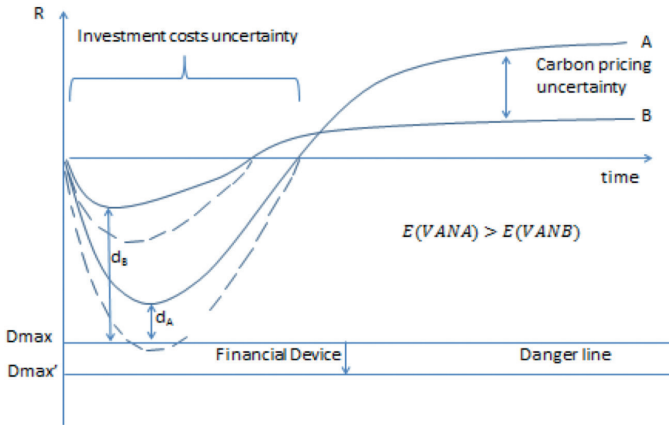 R
Investment costs uncertainty
A
Carbon pricing
uncertainty
B
time
E(VANA) > E(VANB)
dB
dA
Dmax
Financial Device
Danger line
Dmax'